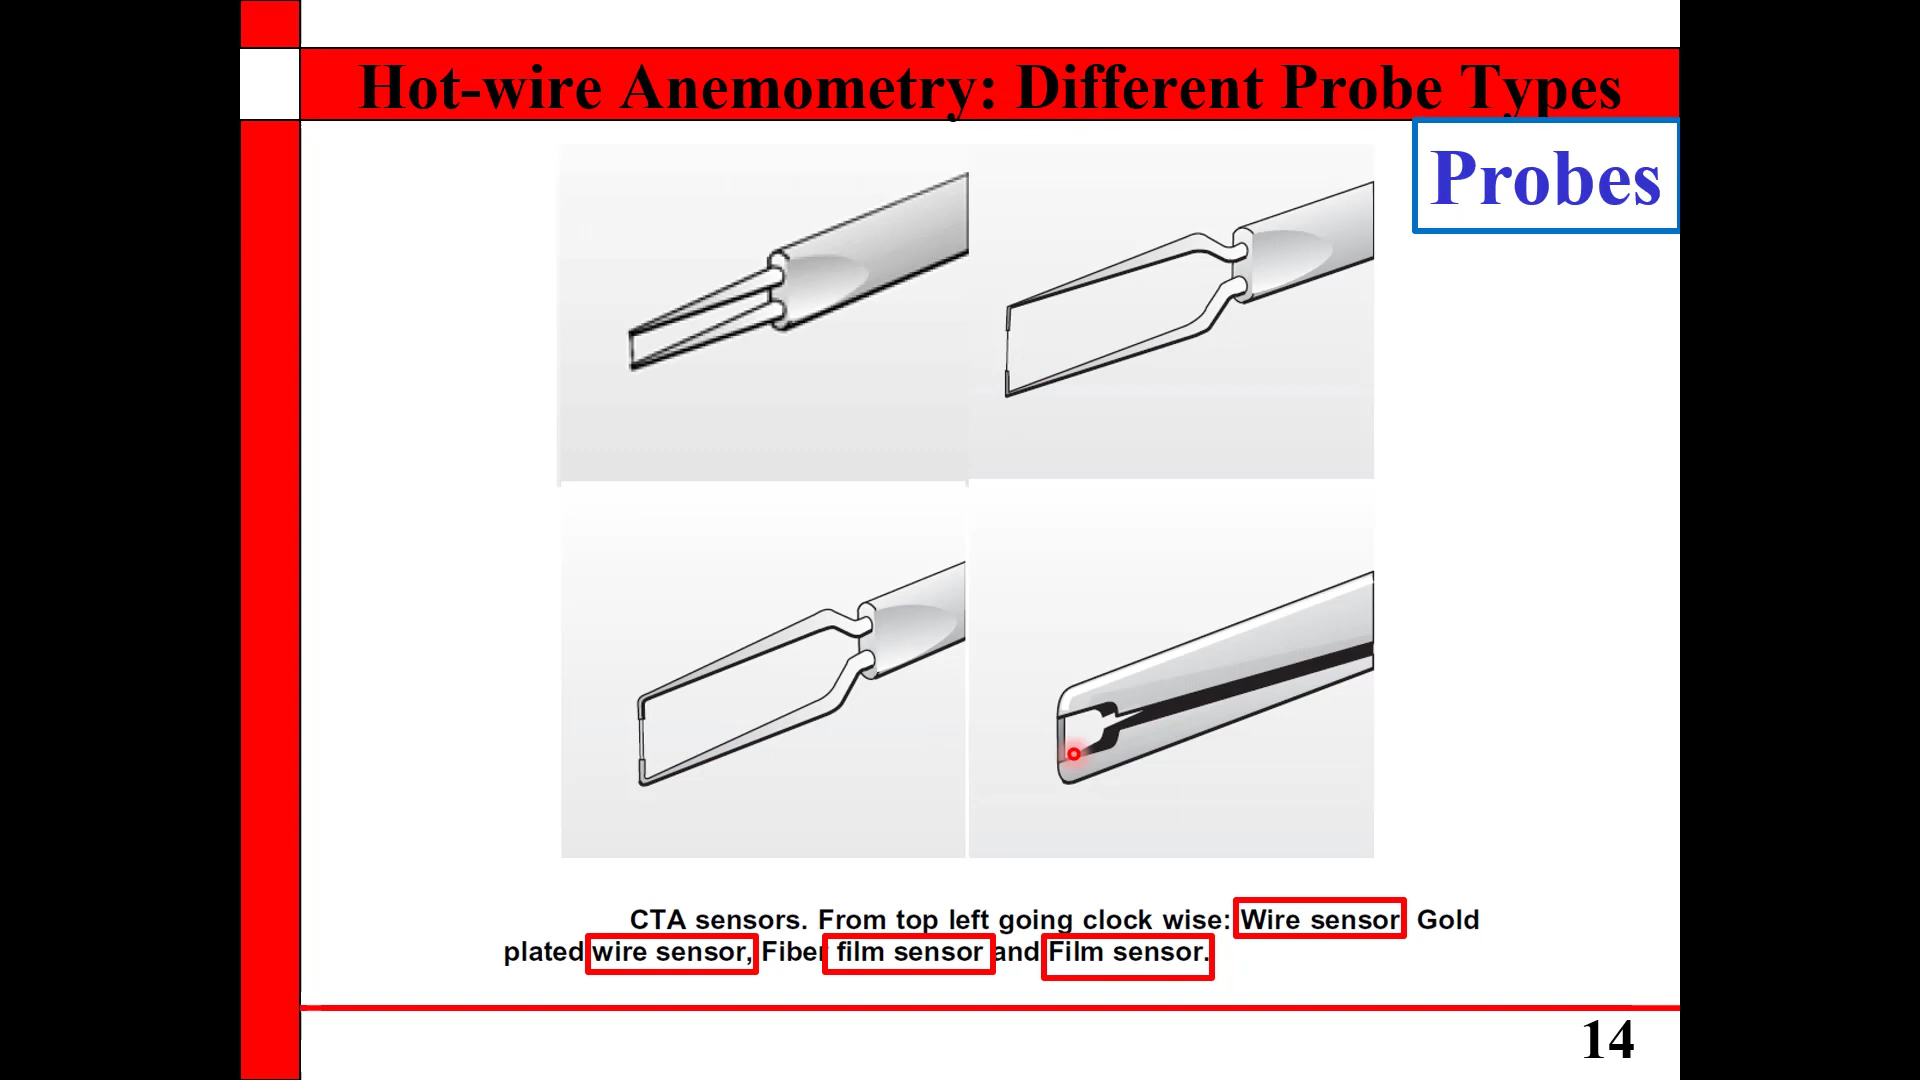 Hot-wire Anemometry: Different Probe Types
Probes
CTA sensors. From top left going clock wise: Wire sensor Gold
plated wire sensor, Fiber film sensor and Film sensor.
14